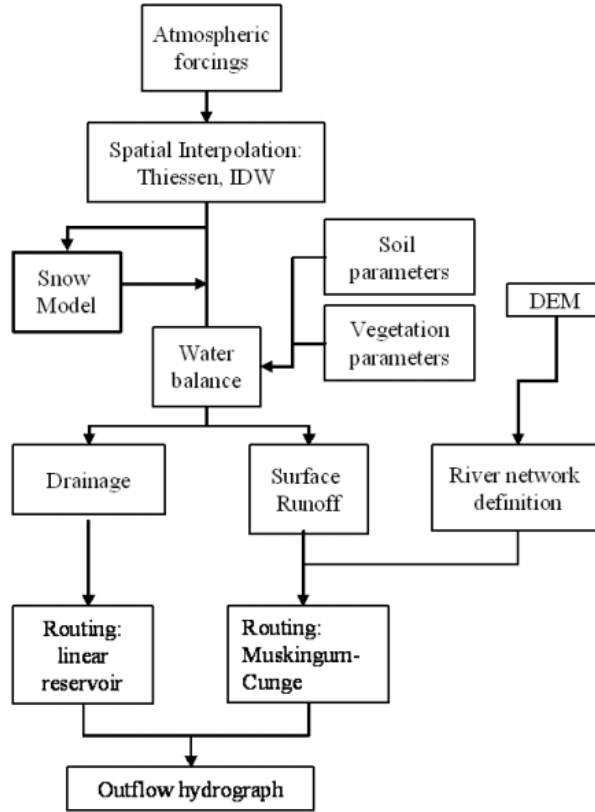 Atmospheric
forcings
Spatial Interpolation:
Thiessen, IDW
Soil
parameters
Snow
Model
DEM
Vegetation
parameters
Water
balance
Drainage
Surface
Runoff
River network
definition
Routing:
linear
reservoir
Routing:
Muskingum-
Cunge
Outflow hydrograph